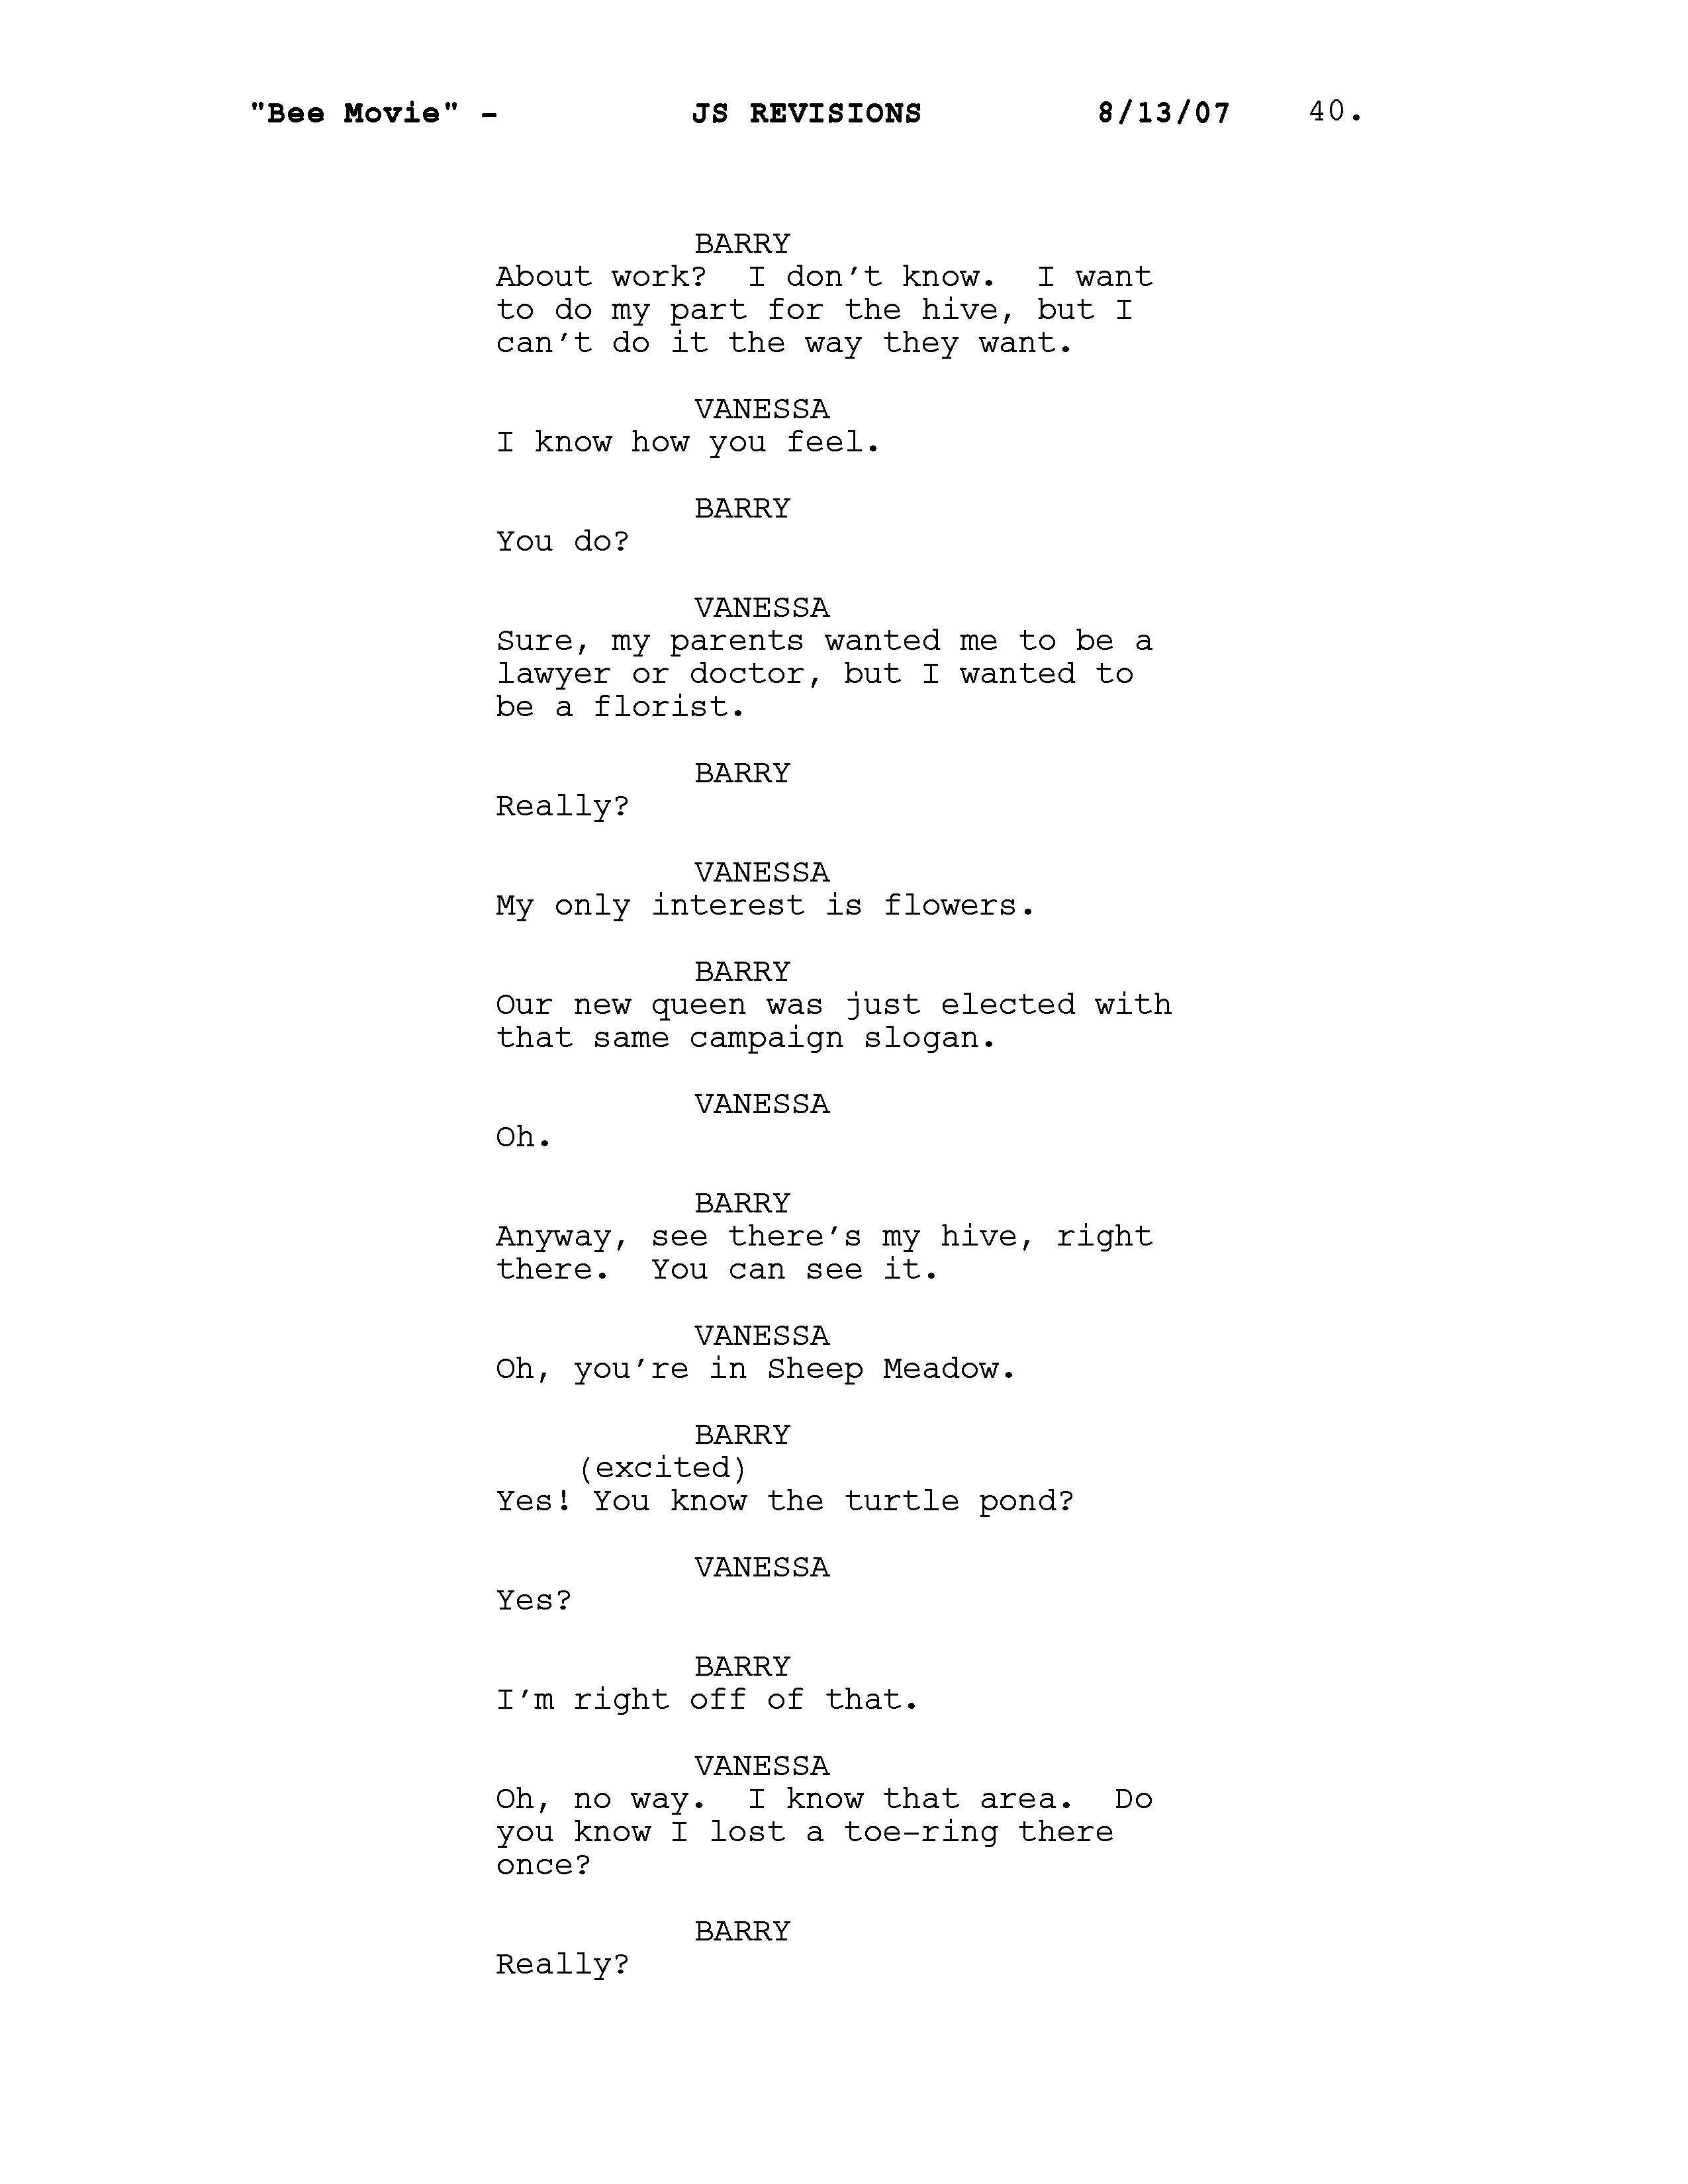 "Bee Movie" - JS REVISIONS 8/13/07 40.
BARRY
About work?  I don't know.  I want
to do my part for the hive, but I
can't do it the way they want.
VANESSA
I know how you feel.
BARRY
You do?
VANESSA
Sure, my parents wanted me to be a
lawyer or doctor, but I wanted to
be a florist.
BARRY
Really?
VANESSA
My only interest is flowers.
BARRY
Our new queen was just elected with
that same campaign slogan.
VANESSA
Oh.
BARRY
Anyway, see there's my hive, right
there.  You can see it.
VANESSA
Oh, you're in Sheep Meadow.
BARRY
(excited)
Yes! You know the turtle pond?
VANESSA
Yes?
BARRY
I'm right off of that.
VANESSA
Oh, no way.  I know that area.  Do
you know I lost a toe-ring there
once?
BARRY
Really?